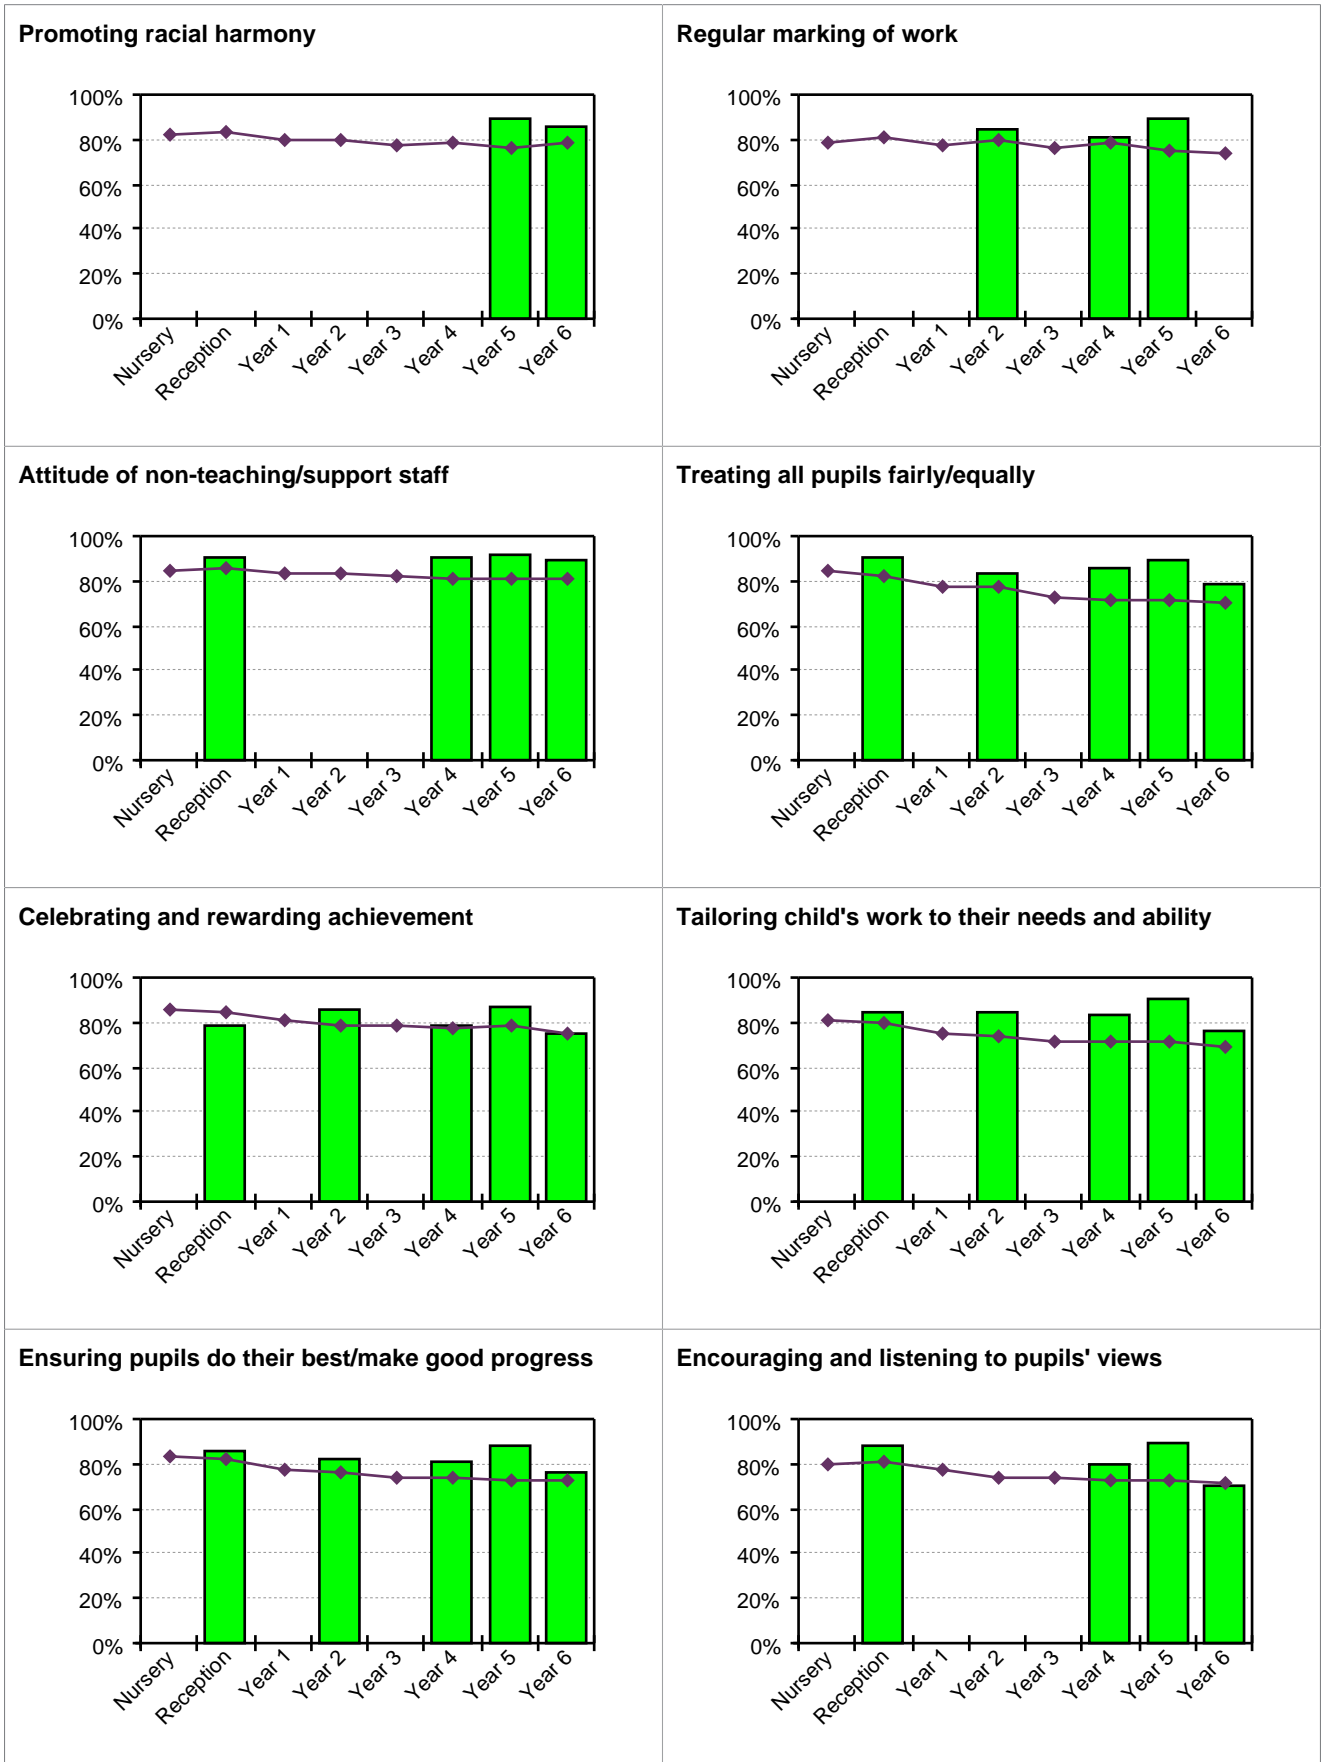 Promoting racial harmony
100%
80%
60%
40%
20%
0%
Nursery
Reception
Year 1
Year 2
Year 3
Year 4
Year 5
Year 6
Regular marking of work
100%
80%
60%
40%
20%
0%
Nursery
Reception
Year 1
Year 2
Year 3
Year 4
Year 5
Year 6
Attitude of non-teaching/support staff
100%
80%
60%
40%
20%
0%
Nursery
Reception
Year 1
Year 2
Year 3
Year 4
Year 5
Year 6
Treating all pupils fairly/equally
100%
80%
60%
40%
20%
0%
Nursery
Reception
Year 1
Year 2
Year 3
Year 4
Year 5
Year 6
Celebrating and rewarding achievement
100%
80%
60%
40%
20%
0%
Nursery
Reception
Year 1
Year 2
Year 3
Year 4
Year 5
Year 6
Tailoring child's work to their needs and ability
100%
80%
60%
40%
20%
0%
Nursery
Reception
Year 1
Year 2
Year 3
Year 4
Year 5
Year 6
Ensuring pupils do their best/make good progress
100%
80%
60%
40%
20%
0%
Nursery
Reception
Year 1
Year 2
Year 3
Year 4
Year 5
Year 6
Encouraging and listening to pupils' views
100%
80%
60%
40%
20%
0%
Nursery
Reception
Year 1
Year 2
Year 3
Year 4
Year 5
Year 6